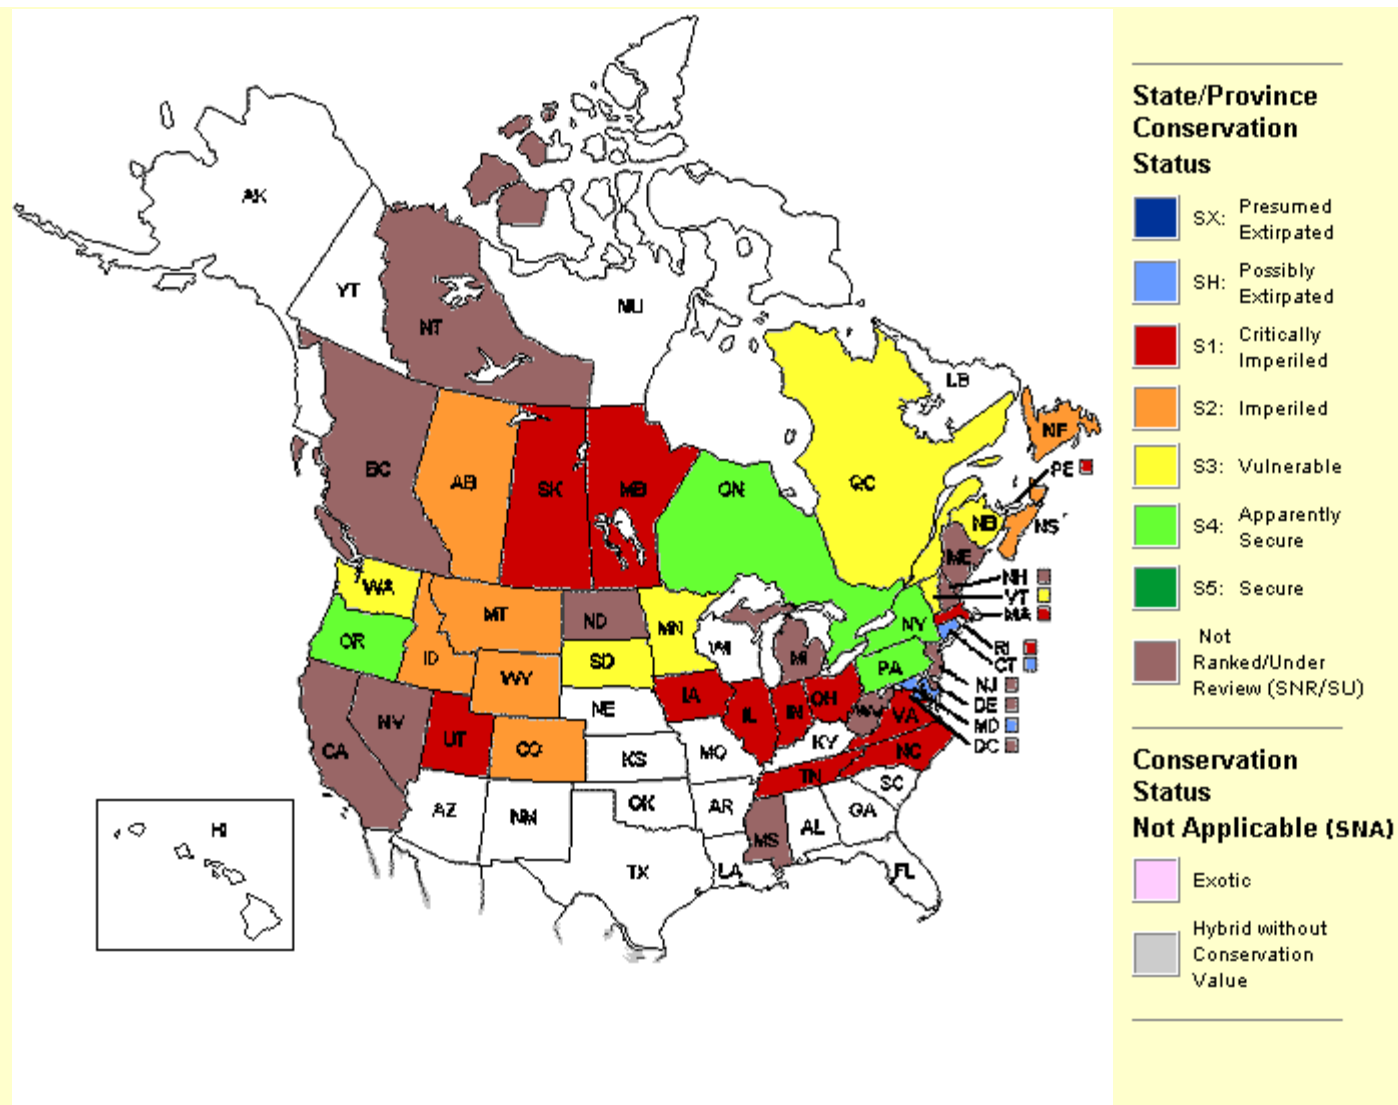 AK
YT
NT
NU
LB
BC
AB
SK
MB
ON
QC
NF
PE
NB
NS
ME
NH
VT
MA
RI
CT
NJ
DE
MD
DC
WA
MT
ND
MN
WI
MI
NY
OR
ID
SD
PA
WY
IA
NE
IL
IN
OH
WV
VA
NV
UT
CO
CA
KS
MO
KY
NC
TN
SC
AZ
NM
OK
AR
MS
AL
GA
TX
LA
FL
HI
State/Province
Conservation
Status
SX: Presumed
Extirpated
SH: Possibly
Extirpated
S1: Critically
Imperiled
S2: Imperiled
S3: Vulnerable
S4: Apparently
Secure
S5: Secure
Not
Ranked/Under
Review (SNR/SU)
Conservation
Status
Not Applicable (SNA)
Exotic
Hybrid without
Conservation
Value